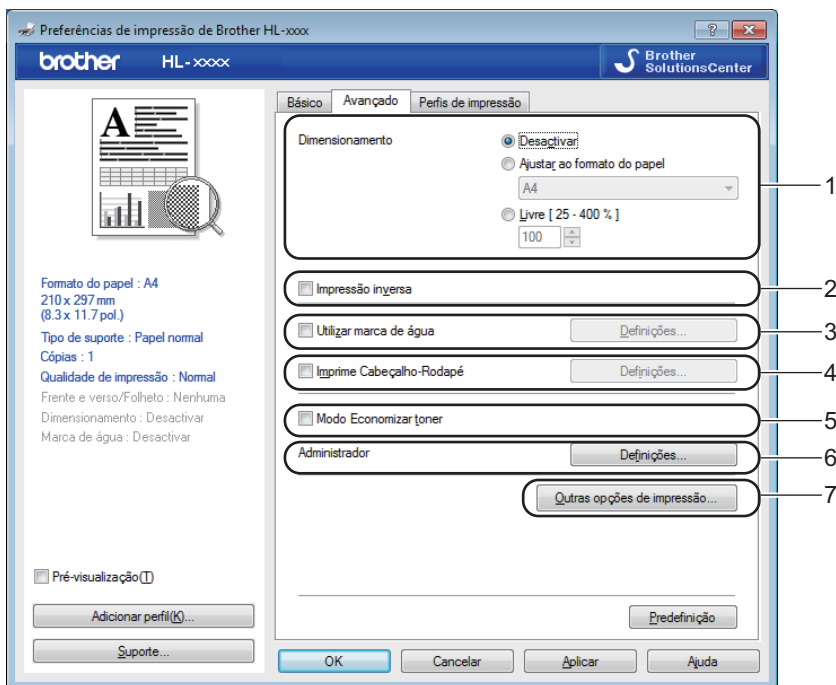 Preferências de impressão de Brother HL-xxxx
brother HL-xxxx
Brother
SolutionsCenter
Básico Avançado Perfis de impressão
A
Dimensionamento
Desactivar
Ajustar ao formato do papel
A4
Livre [ 25 - 400 % ]
100
1
Impressão inversa
2
Utilizar marca de água Definições...
3
Imprime Cabeçalho-Rodapé Definições...
4
Modo Economizar toner
5
Administrador Definições...
6
Outras opções de impressão...
7
Formato do papel : A4
210 x 297 mm
(8.3 x 11.7 pol.)
Tipo de suporte : Papel normal
Cópias : 1
Qualidade de impressão : Normal
Frente e verso/Folheto : Nenhuma
Dimensionamento : Desactivar
Marca de água : Desactivar
Pré-visualização(T)
Adicionar perfil(K)...
Suporte...
Predefinição
OK Cancelar Aplicar Ajuda